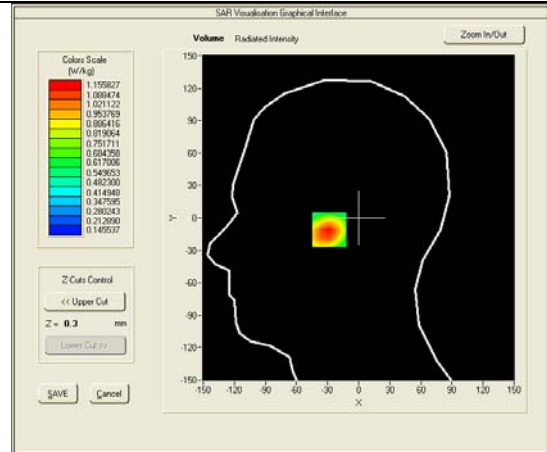 SAR Visualisation Graphical Interface
Volume Radiated Intensity
Zoom In/Out
Colors Scale
(W/kg)
1.155827
1.088474
1.021122
0.953769
0.886416
0.819064
0.751711
0.684358
0.617006
0.549653
0.482300
0.414948
0.347595
0.280243
0.212890
0.145537
Z Cuts Control
<< Upper Cut
Z = 0.3 mm
Lower Cut >>
SAVE Cancel
150
120
90
60
30
0
-30
-60
-90
-120
-150
Y
-150 -120 -90 -60 -30 0 30 60 90 120 150
X